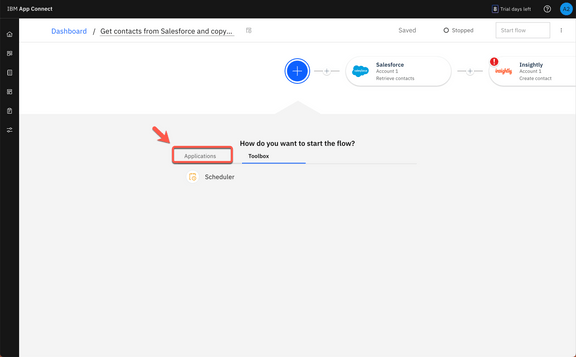 IBM App Connect
Trial days left
AZ
Dashboard / Get contacts from Salesforce and copy...
Saved
Stopped
Start flow
Salesforce
Account 1
Retrieve contacts
insightly
Insightly
Account 1
Create contact
How do you want to start the flow?
Applications
Toolbox
Scheduler